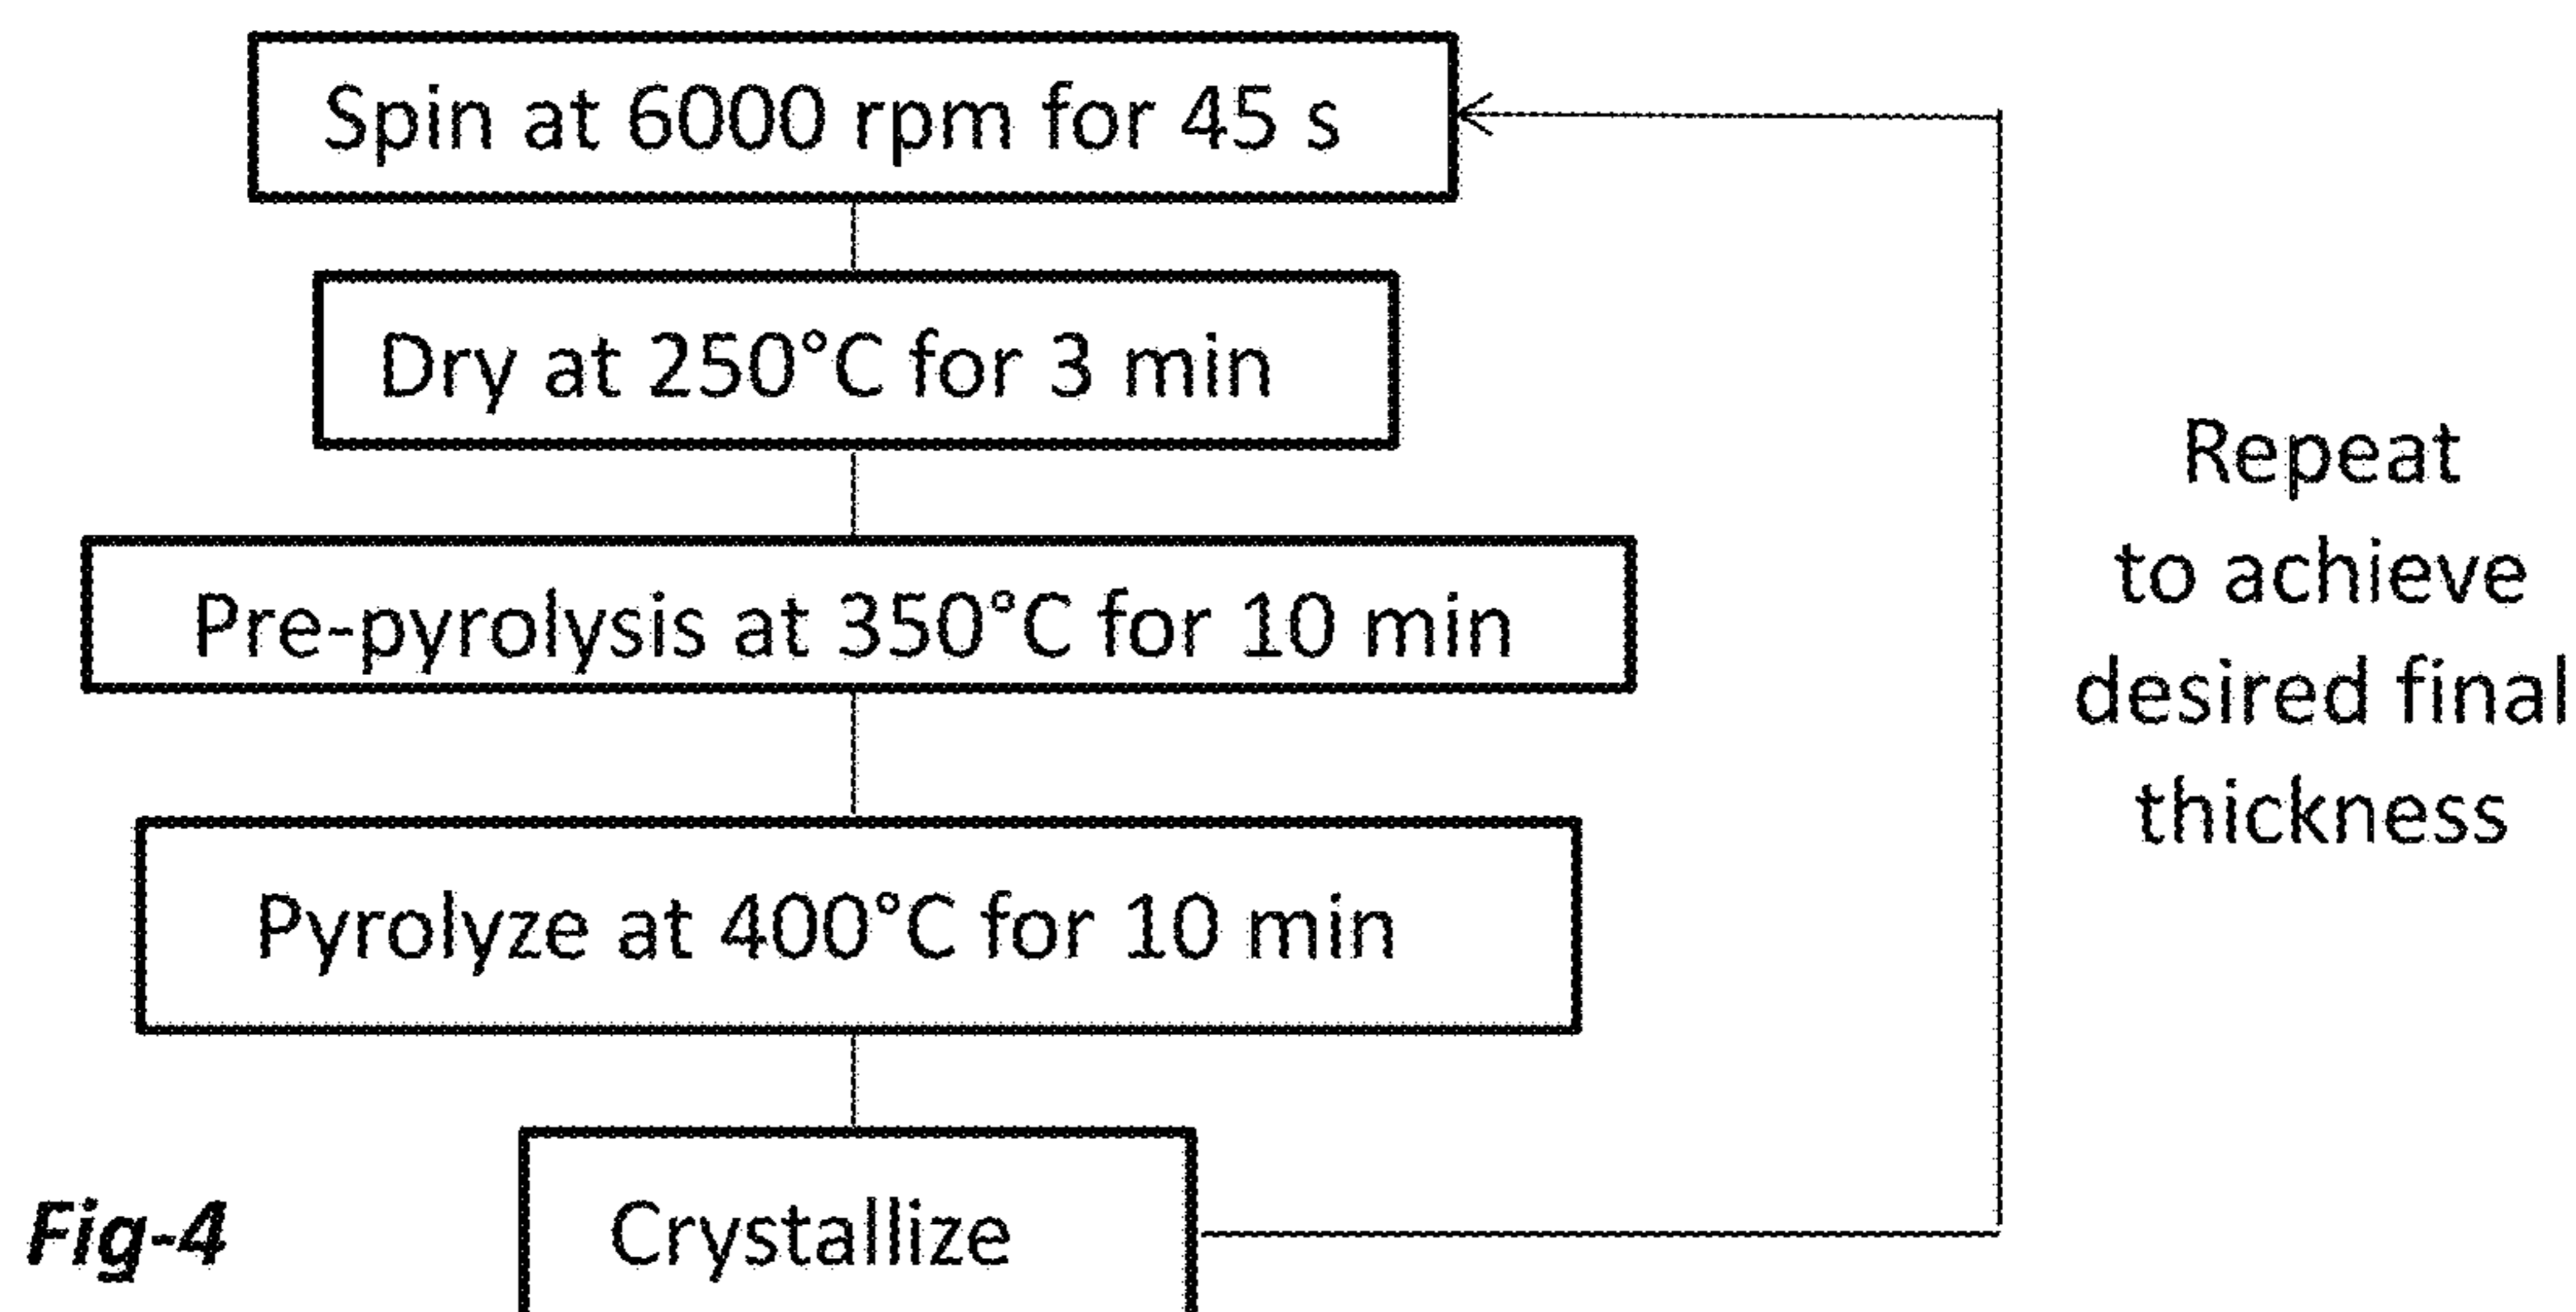 Spin at 6000 rpm for 45 s
Dry at 250°C for 3 min
Pre-pyrolysis at 350°C for 10 min
Pyrolyze at 400°C for 10 min
Crystallize
Repeat
to achieve
desired final
thickness
Fig-4